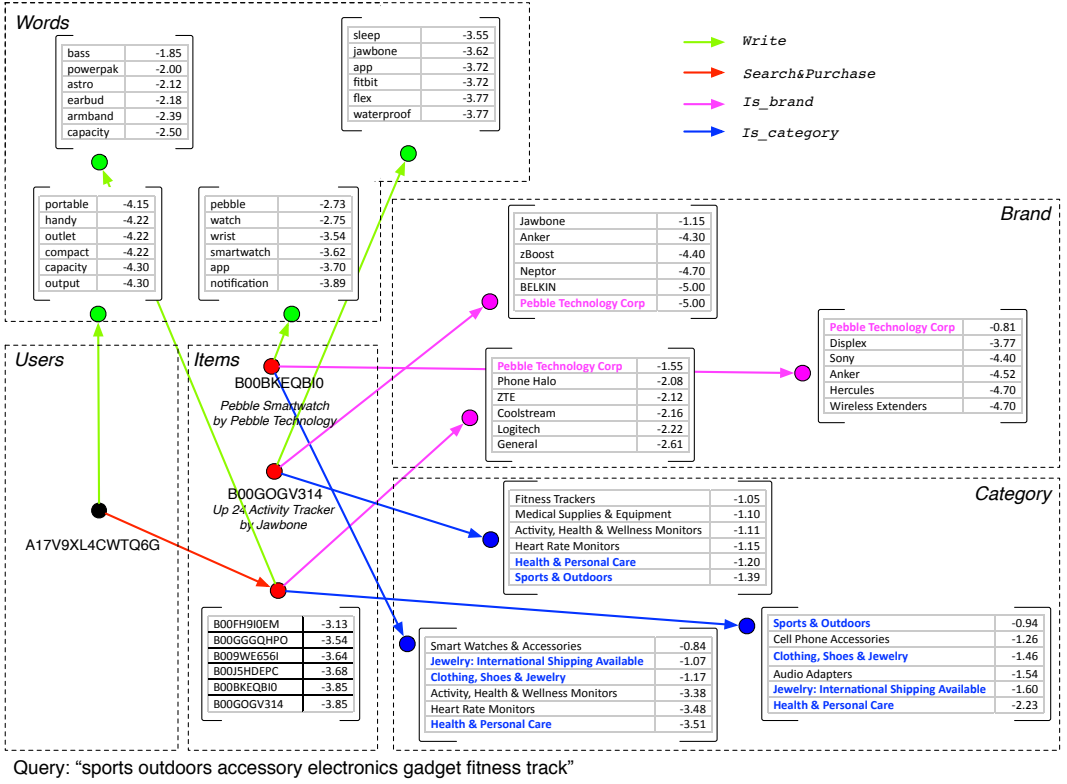 Words
bass -1.85
powerpak -2.00
astro -2.12
earbud -2.18
armband -2.39
capacity -2.50
sleep -3.55
jawbone -3.62
app -3.72
fitbit -3.72
flex -3.77
waterproof -3.77
Write
Search&Purchase
Is_brand
Is_category
portable -4.15
handy -4.22
outlet -4.22
compact -4.22
capacity -4.30
output -4.30
pebble -2.73
watch -2.75
wrist -3.54
smartwatch -3.62
app -3.70
notification -3.89
Brand
Jawbone -1.15
Anker -4.30
zBoost -4.40
Neptor -4.70
BELKIN -5.00
Pebble Technology Corp -5.00
Pebble Technology Corp -1.55
Phone Halo -2.08
ZTE -2.12
Coolstream -2.16
Logitech -2.22
General -2.61
Pebble Technology Corp -0.81
Displex -3.77
Sony -4.40
Anker -4.52
Hercules -4.70
Wireless Extenders -4.70
Users
A17V9XL4CWTQ6G
Items
B00BKEQBI0
Pebble Smartwatch
by Pebble Technology
B00GOGV314
Up 24 Activity Tracker
by Jawbone
B00FH9I0EM -3.13
B00GGGQHPO -3.54
B009WE656I -3.64
B00J5HDEPC -3.68
B00BKEQBI0 -3.85
B00GOGV314 -3.85
Category
Fitness Trackers -1.05
Medical Supplies & Equipment -1.10
Activity, Health & Wellness Monitors -1.11
Heart Rate Monitors -1.15
Health & Personal Care -1.20
Sports & Outdoors -1.39
Smart Watches & Accessories -0.84
Jewelry: International Shipping Available -1.07
Clothing, Shoes & Jewelry -1.17
Activity, Health & Wellness Monitors -3.38
Heart Rate Monitors -3.48
Health & Personal Care -3.51
Sports & Outdoors -0.94
Cell Phone Accessories -1.26
Clothing, Shoes & Jewelry -1.46
Audio Adapters -1.54
Jewelry: International Shipping Available -1.60
Health & Personal Care -2.23
Query: “sports outdoors accessory electronics gadget fitness track”